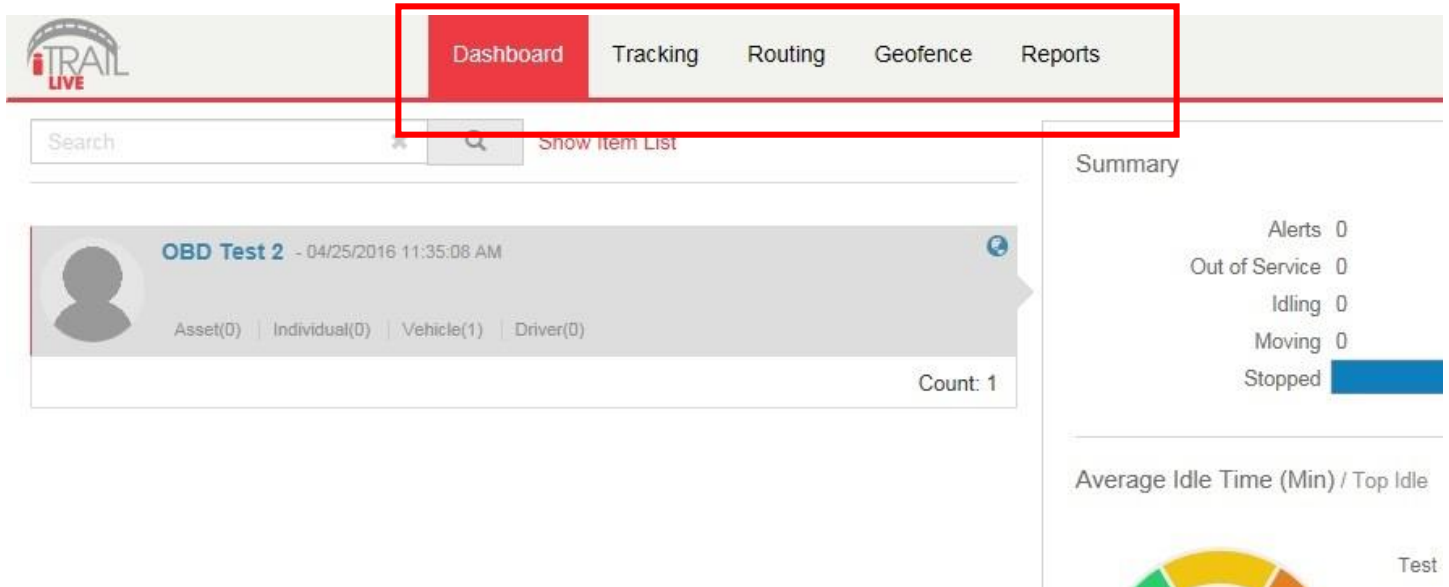 iTRAIL
LIVE
Dashboard Tracking Routing Geofence Reports
Search Show Item List
OBD Test 2 - 04/25/2016 11:35:08 AM
Asset(0) Individual(0) Vehicle(1) Driver(0)
Count: 1
Summary
Alerts 0
Out of Service 0
Idling 0
Moving 0
Stopped
Average Idle Time (Min) / Top Idle
Test